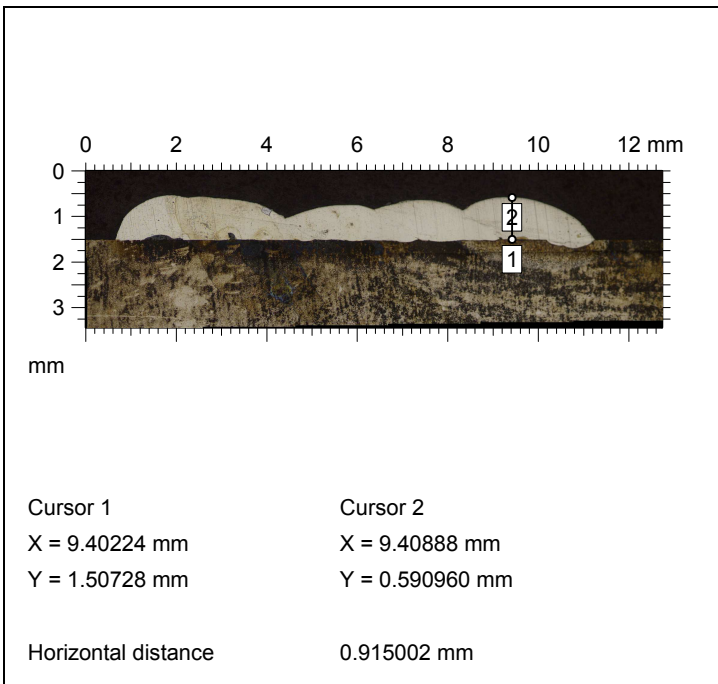 0 2 4 6 8 10 12 mm
0
1
2
3
2
1
mm
Cursor 1 Cursor 2
X = 9.40224 mm X = 9.40888 mm
Y = 1.50728 mm Y = 0.590960 mm
Horizontal distance 0.915002 mm